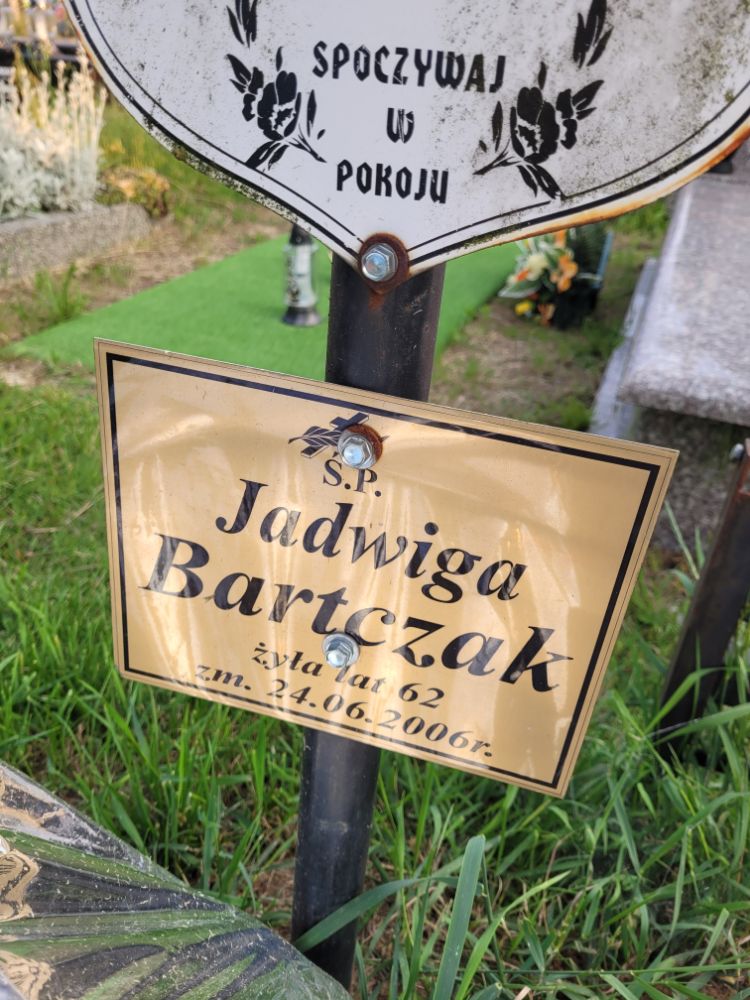 SPOCZYWAJ
W
POKOJU
Ś.P.
Jadwiga
Bartczak
żyła lat 62
zm. 24.06.2006r.